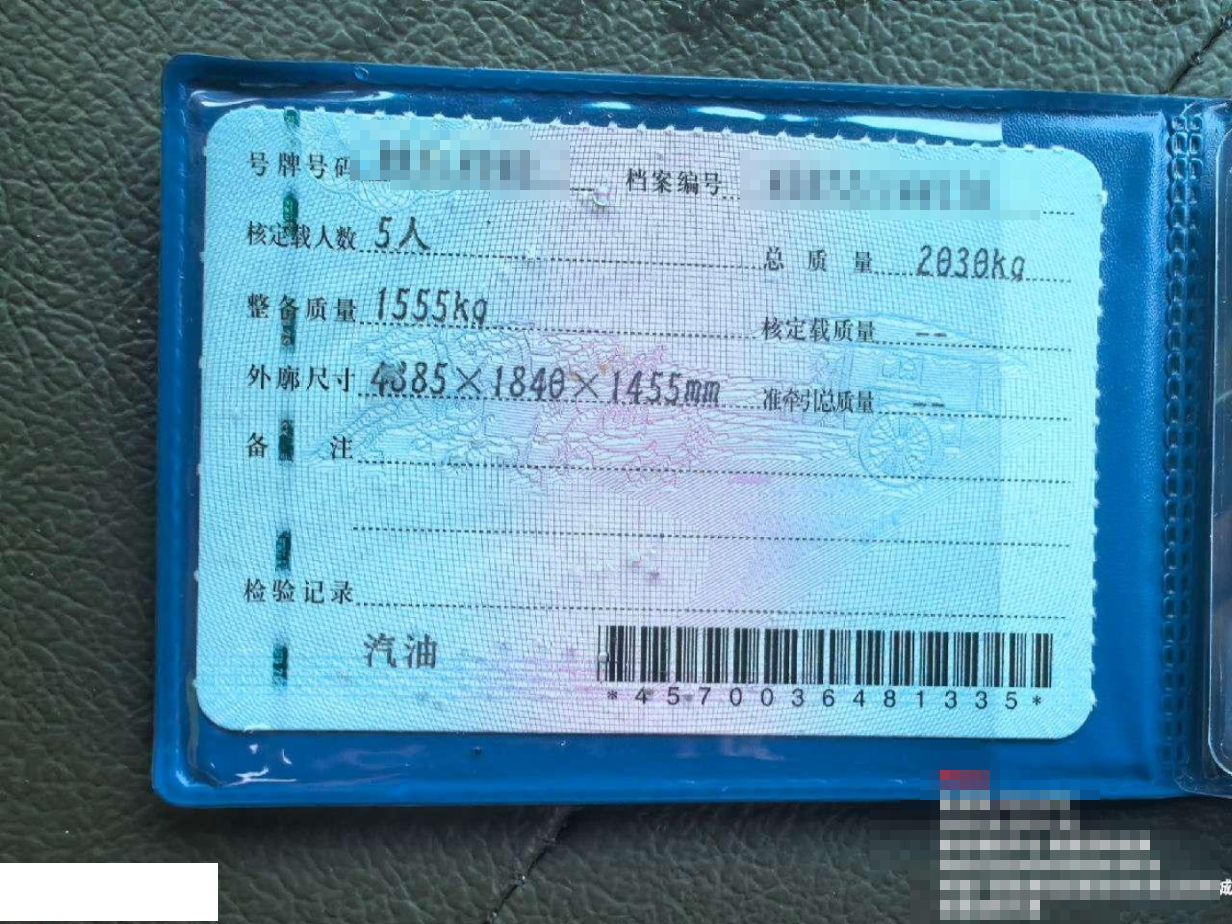 号牌号码 档案编号
核定载人数 5人 总质量 2030kg
整备质量 1555kg 核定载质量 --
外廓尺寸 4385×1840×1455mm 准牵引总质量 --
备注
检验记录
汽油
*4570036481335*
成